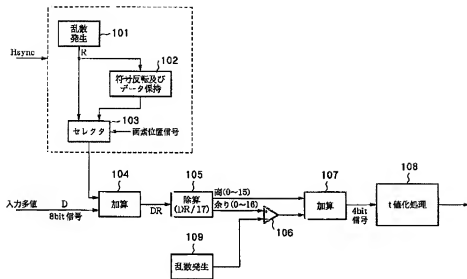 乱数
発生
101
R
Hsync
102
符号反転及び
データ保持
103
セレクタ
画素位置信号
104
105
107
108
入力多値 D
8bit 信号
加算
DR
除算
(DR/17)
商(0~15)
余り(0~16)
106
加算
4bit
信号
t 値化処理
109
乱数発生